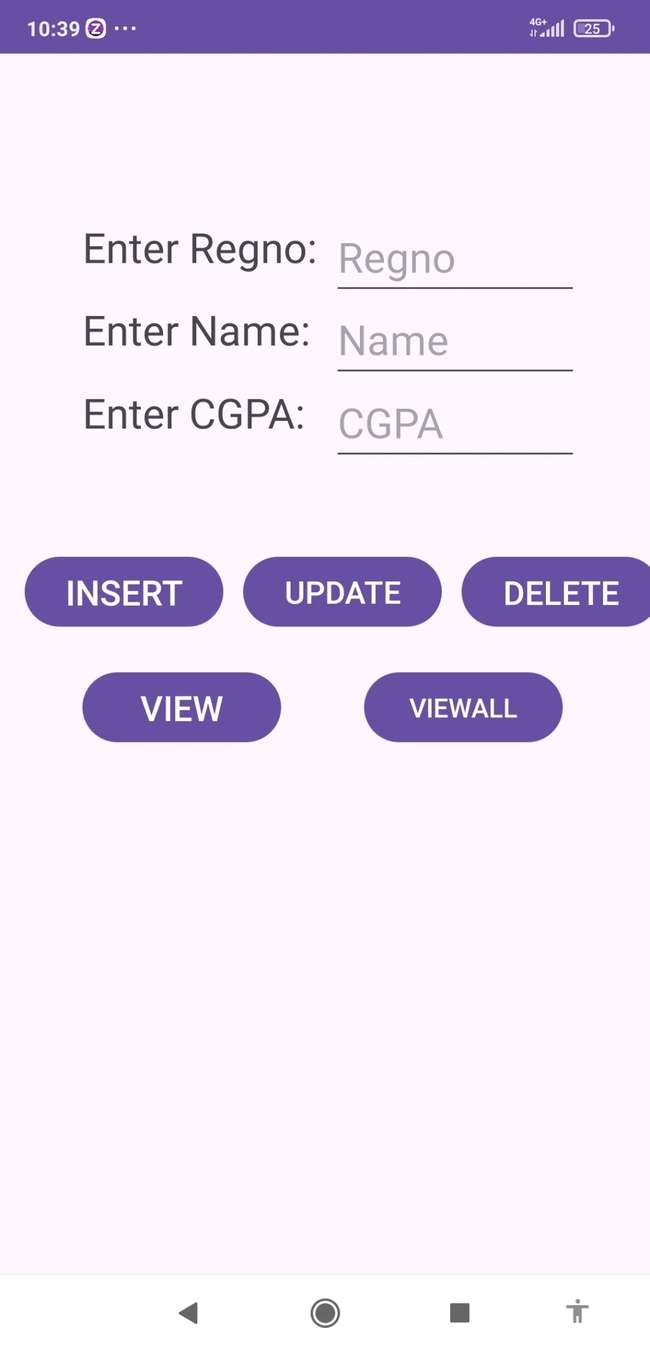 10:39 Z ... 4G+ 25
Enter Regno: Regno
Enter Name: Name
Enter CGPA: CGPA
INSERT UPDATE DELETE
VIEW VIEWALL